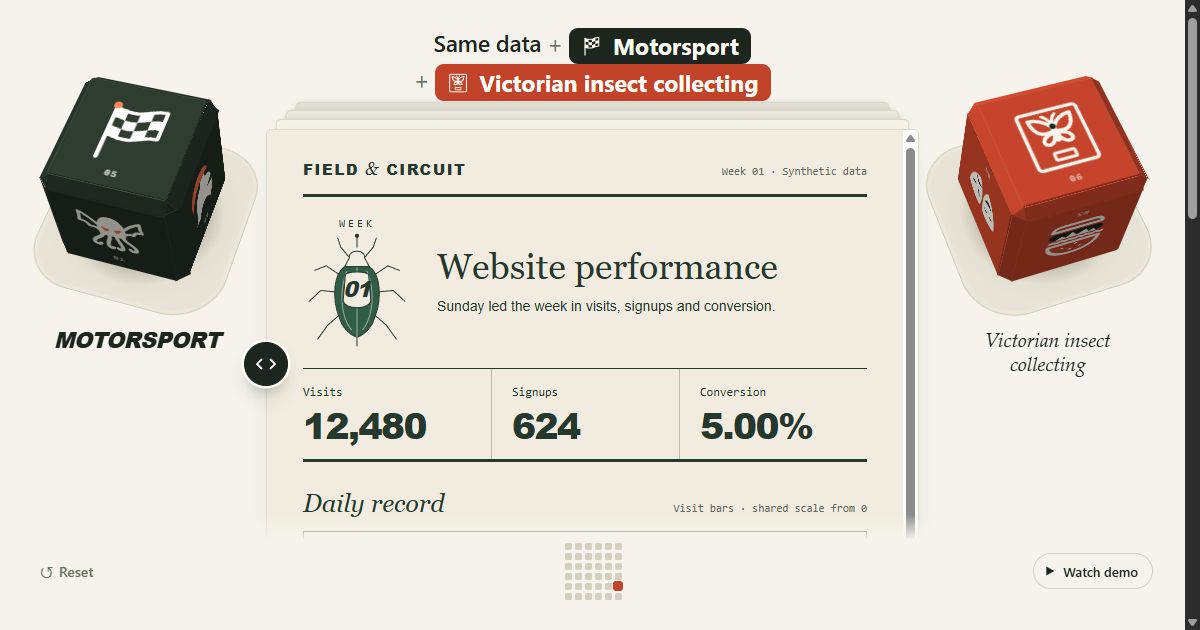 Same data + Motorsport
+ Victorian insect collecting
05
06
FIELD & CIRCUIT
Week 01 · Synthetic data
WEEK
01
Website performance
Sunday led the week in visits, signups and conversion.
MOTORSPORT
Victorian insect
collecting
Visits
Signups
Conversion
12,480
624
5.00%
Daily record
Visit bars · shared scale from 0
Reset
Watch demo